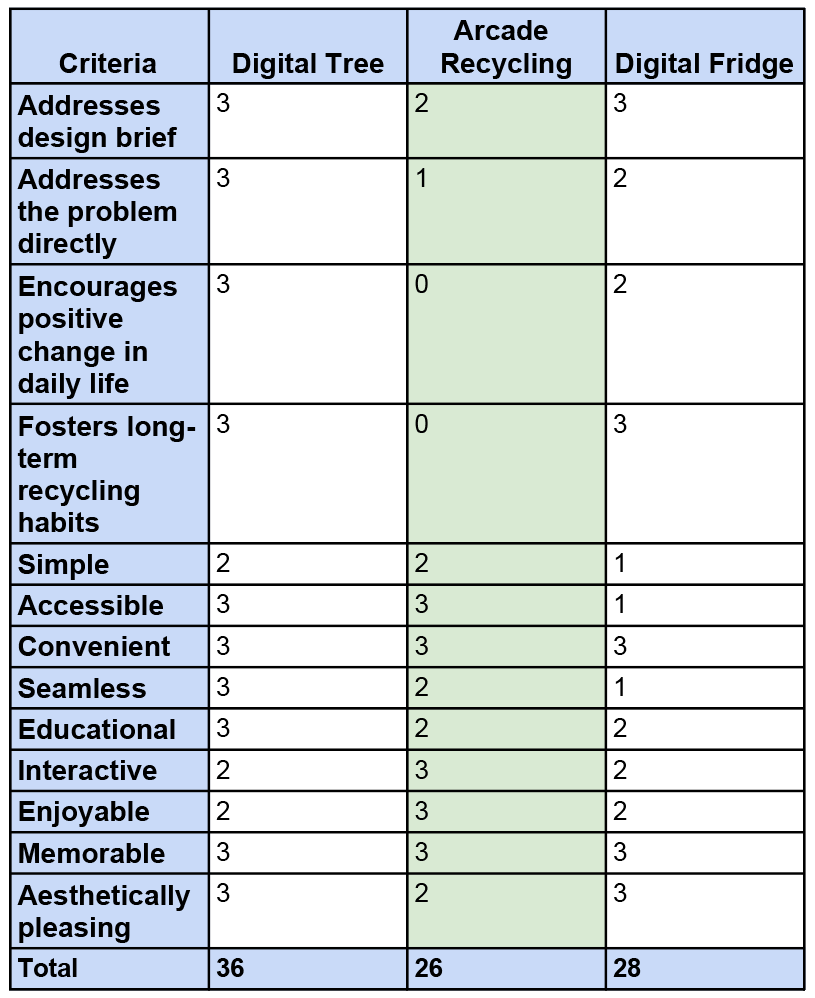 Criteria Digital Tree Arcade Recycling Digital Fridge
Addresses design brief 3 2 3
Addresses the problem directly 3 1 2
Encourages positive change in daily life 3 0 2
Fosters long-term recycling habits 3 0 3
Simple 2 2 1
Accessible 3 3 1
Convenient 3 3 3
Seamless 3 2 1
Educational 3 2 2
Interactive 2 3 2
Enjoyable 2 3 2
Memorable 3 3 3
Aesthetically pleasing 3 2 3
Total 36 26 28